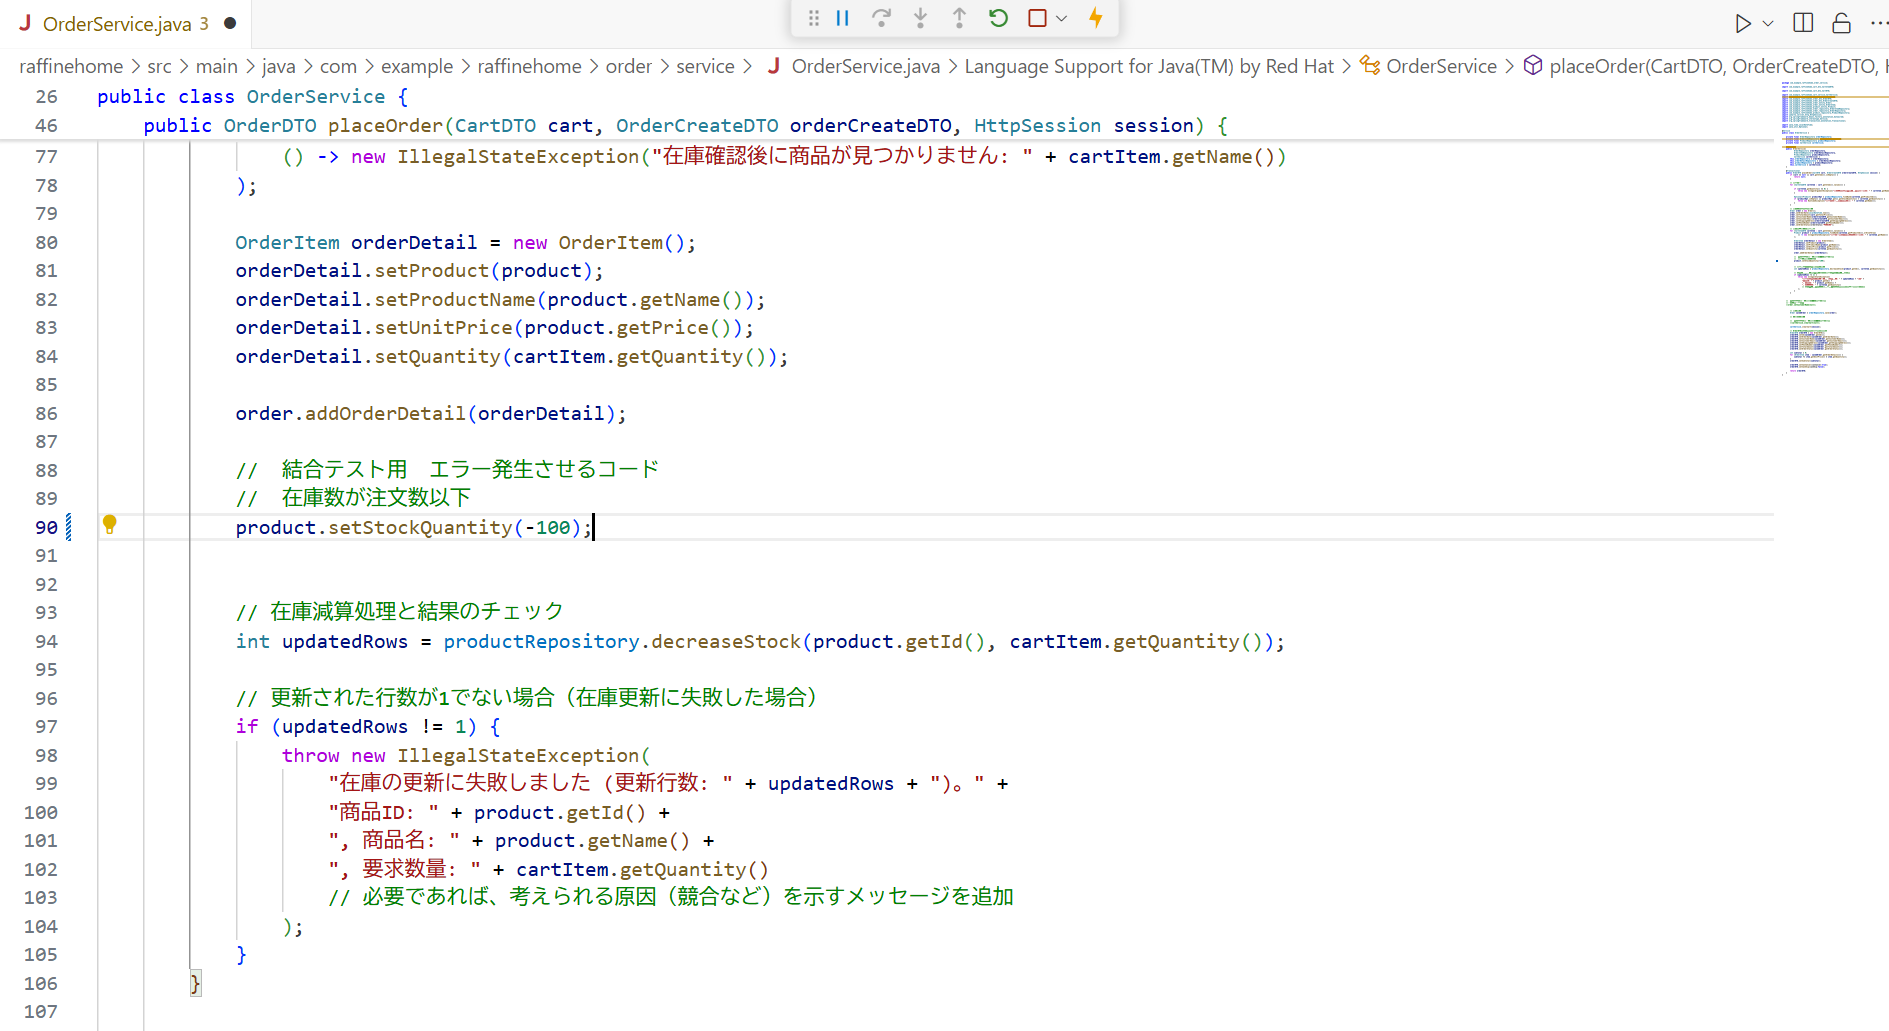 J OrderService.java 3
raffinehome > src > main > java > com > example > raffinehome > order > service > J OrderService.java > Language Support for Java(TM) by Red Hat > OrderService > placeOrder(CartDTO, OrderCreateDTO, H
26 public class OrderService {
46 public OrderDTO placeOrder(CartDTO cart, OrderCreateDTO orderCreateDTO, HttpSession session) {
77 () -> new IllegalStateException("在庫確認後に商品が見つかりません: " + cartItem.getName())
78 );
79
80 OrderItem orderDetail = new OrderItem();
81 orderDetail.setProduct(product);
82 orderDetail.setProductName(product.getName());
83 orderDetail.setUnitPrice(product.getPrice());
84 orderDetail.setQuantity(cartItem.getQuantity());
85
86 order.addOrderDetail(orderDetail);
87
88 //　結合テスト用　エラー発生させるコード
89 //　在庫数が注文数以下
90 product.setStockQuantity(-100);
91
92
93 // 在庫減算処理と結果のチェック
94 int updatedRows = productRepository.decreaseStock(product.getId(), cartItem.getQuantity());
95
96 // 更新された行数が1でない場合（在庫更新に失敗した場合）
97 if (updatedRows != 1) {
98 throw new IllegalStateException(
99 "在庫の更新に失敗しました (更新行数: " + updatedRows + ")。" +
100 "商品ID: " + product.getId() +
101 ", 商品名: " + product.getName() +
102 ", 要求数量: " + cartItem.getQuantity()
103 // 必要であれば、考えられる原因（競合など）を示すメッセージを追加
104 );
105 }
106 }
107